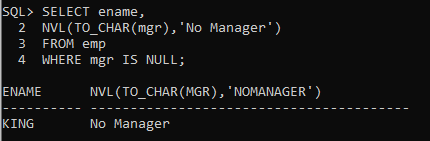 SQL> SELECT ename,
  2  NVL(TO_CHAR(mgr),'No Manager')
  3  FROM emp
  4  WHERE mgr IS NULL;
ENAME      NVL(TO_CHAR(MGR),'NOMANAGER')
---------- ----------------------------------------
KING       No Manager